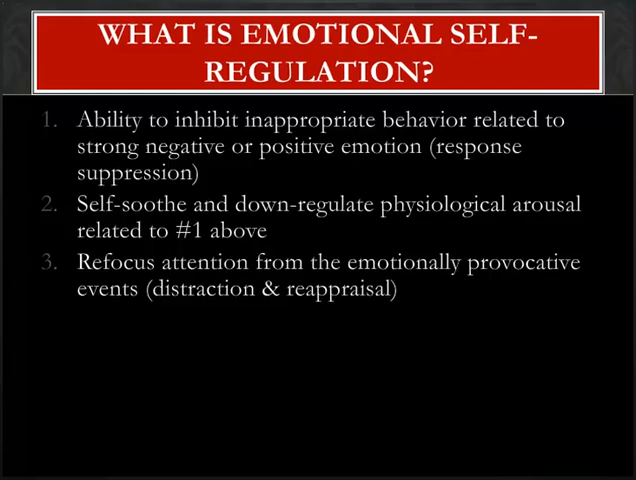 WHAT IS EMOTIONAL SELF-
REGULATION?
1. Ability to inhibit inappropriate behavior related to
strong negative or positive emotion (response
suppression)
2. Self-soothe and down-regulate physiological arousal
related to #1 above
3. Refocus attention from the emotionally provocative
events (distraction & reappraisal)